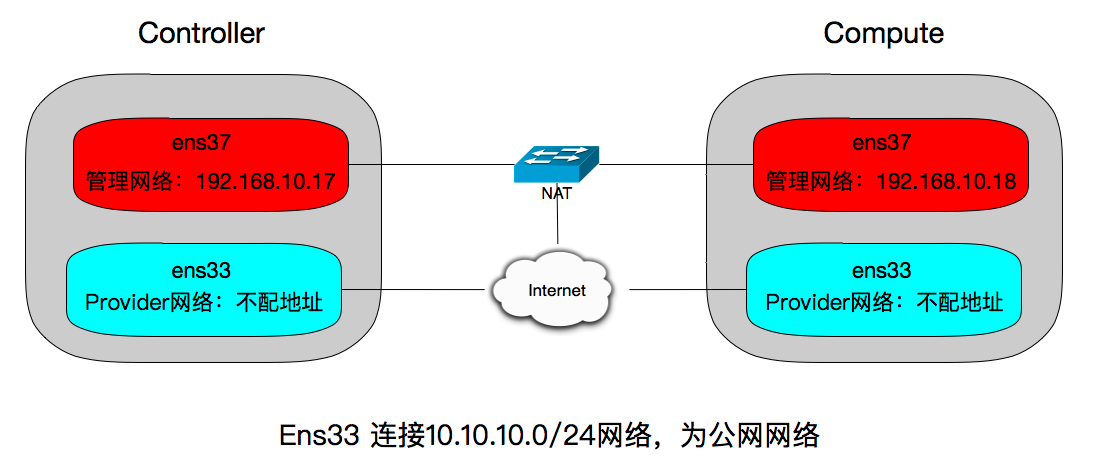 Controller
Compute
ens37
管理网络：192.168.10.17
ens37
管理网络：192.168.10.18
NAT
ens33
Provider网络：不配地址
Internet
ens33
Provider网络：不配地址
Ens33 连接10.10.10.0/24网络，为公网网络